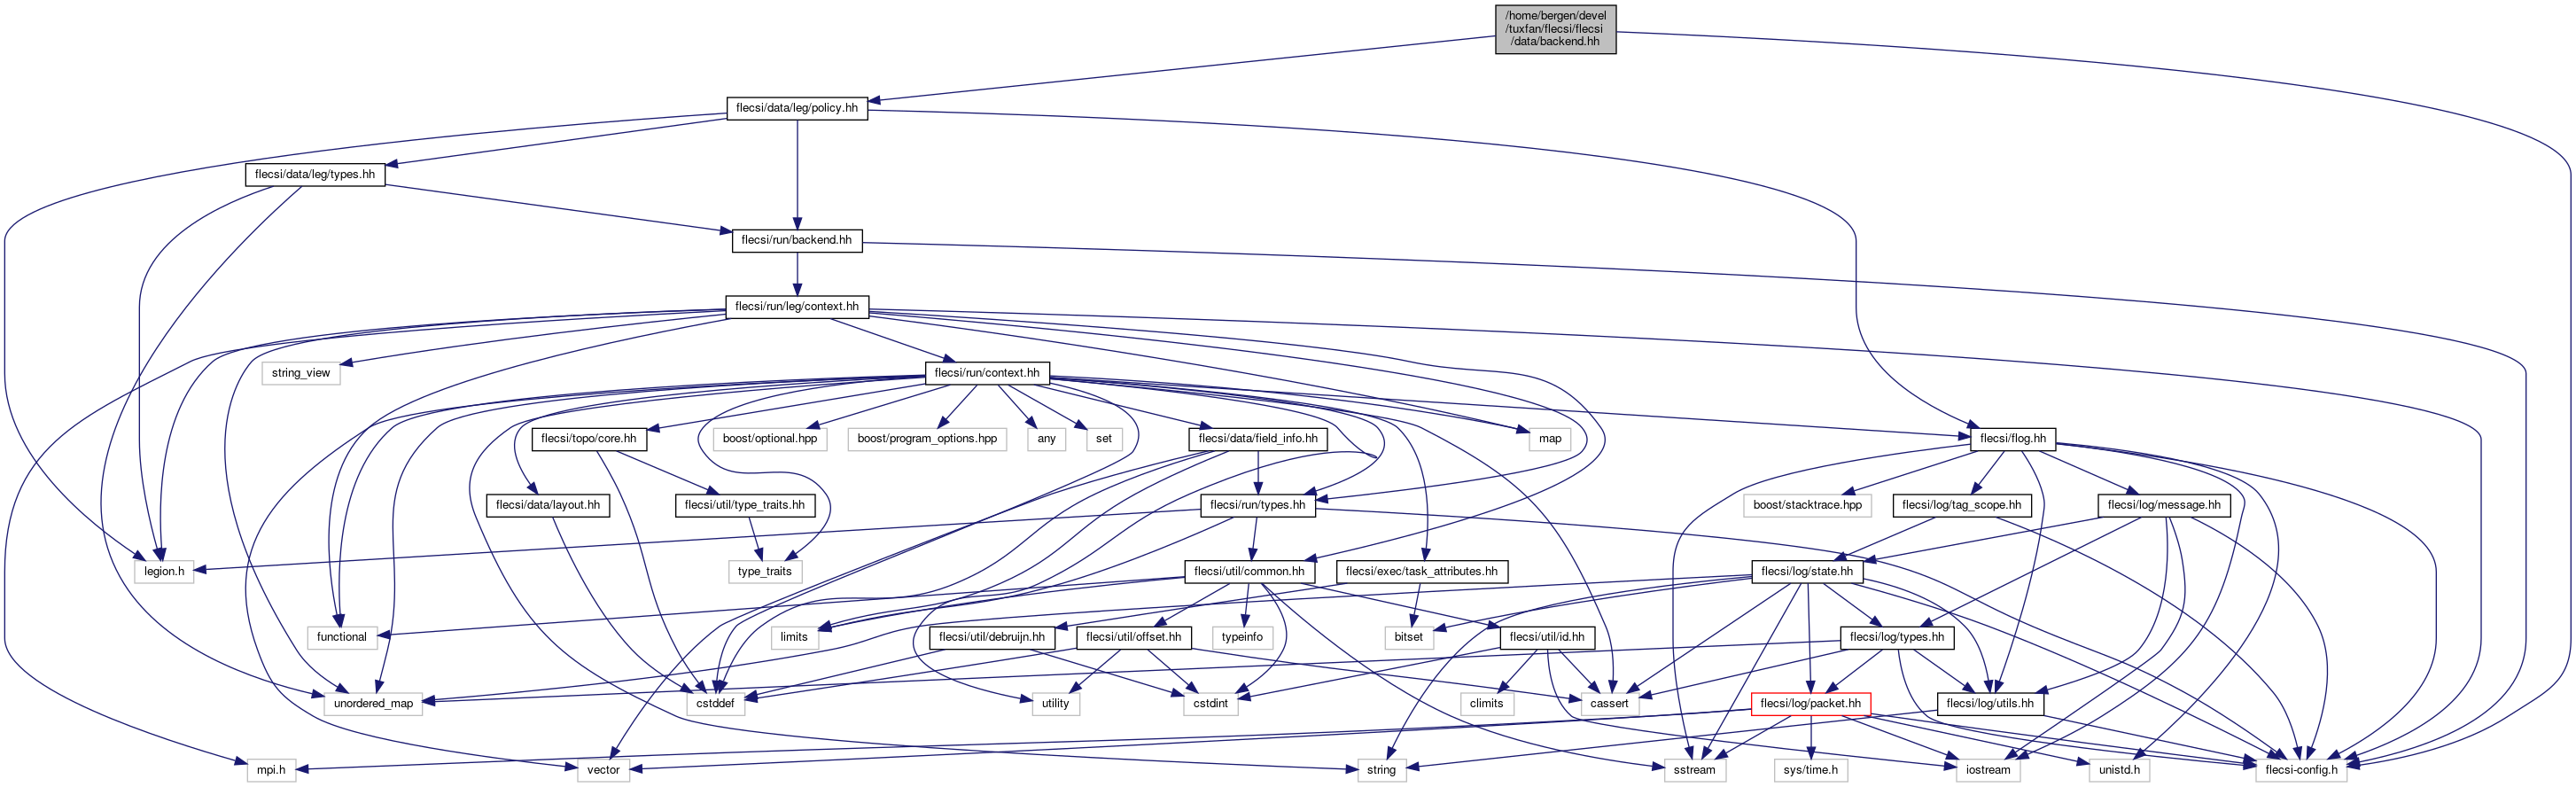 /home/bergen/devel
/tuxfan/flecsi/flecsi
/data/backend.hh
flecsi/data/leg/policy.hh
flecsi/data/leg/types.hh
flecsi/run/backend.hh
flecsi/run/leg/context.hh
string_view
flecsi/run/context.hh
flecsi/topo/core.hh
boost/optional.hpp
boost/program_options.hpp
any
set
flecsi/data/field_info.hh
map
flecsi/flog.hh
flecsi/data/layout.hh
flecsi/util/type_traits.hh
flecsi/run/types.hh
boost/stacktrace.hpp
flecsi/log/tag_scope.hh
flecsi/log/message.hh
legion.h
type_traits
flecsi/util/common.hh
flecsi/exec/task_attributes.hh
flecsi/log/state.hh
functional
limits
flecsi/util/debruijn.hh
flecsi/util/offset.hh
typeinfo
bitset
flecsi/util/id.hh
flecsi/log/types.hh
unordered_map
cstddef
utility
cstdint
climits
cassert
flecsi/log/packet.hh
flecsi/log/utils.hh
mpi.h
vector
string
sstream
sys/time.h
iostream
unistd.h
flecsi-config.h